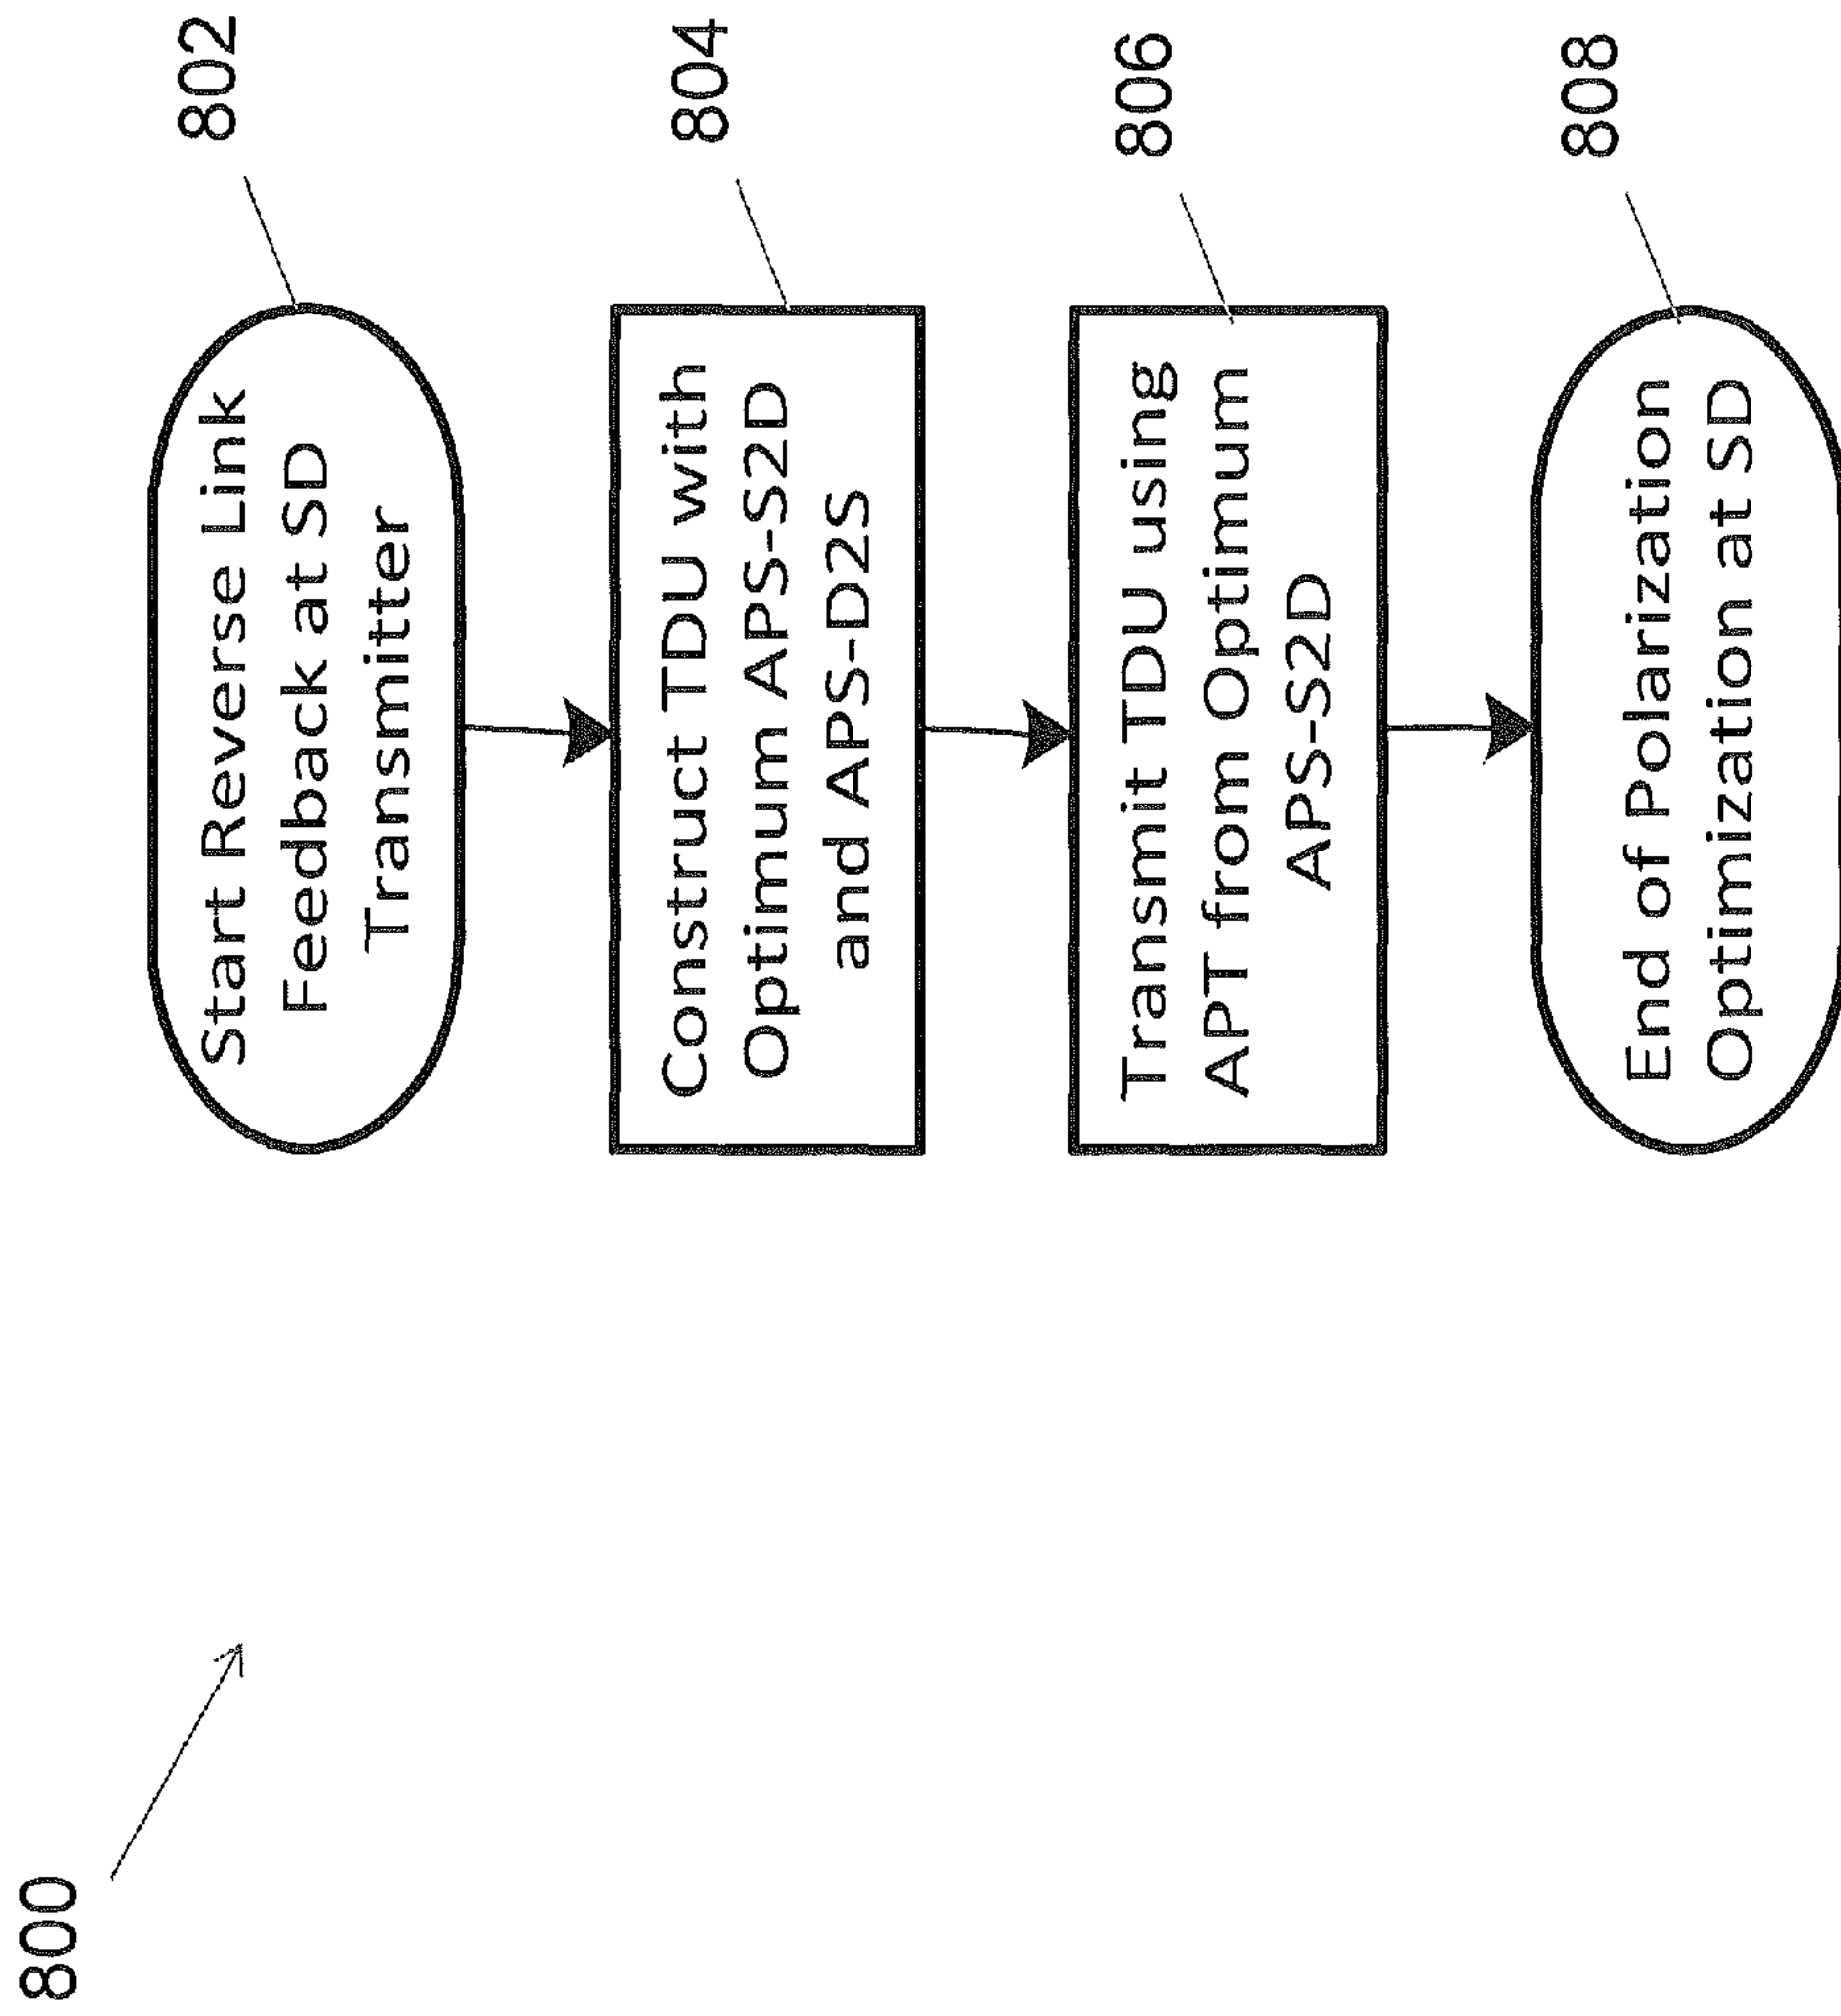 800
Start Reverse Link
Feedback at SD
Transmitter
802
Construct TDU with
Optimum APS-S2D
and APS-D2S
804
Transmit TDU using
APT from Optimum
APS-S2D
806
End of Polarization
Optimization at SD
808